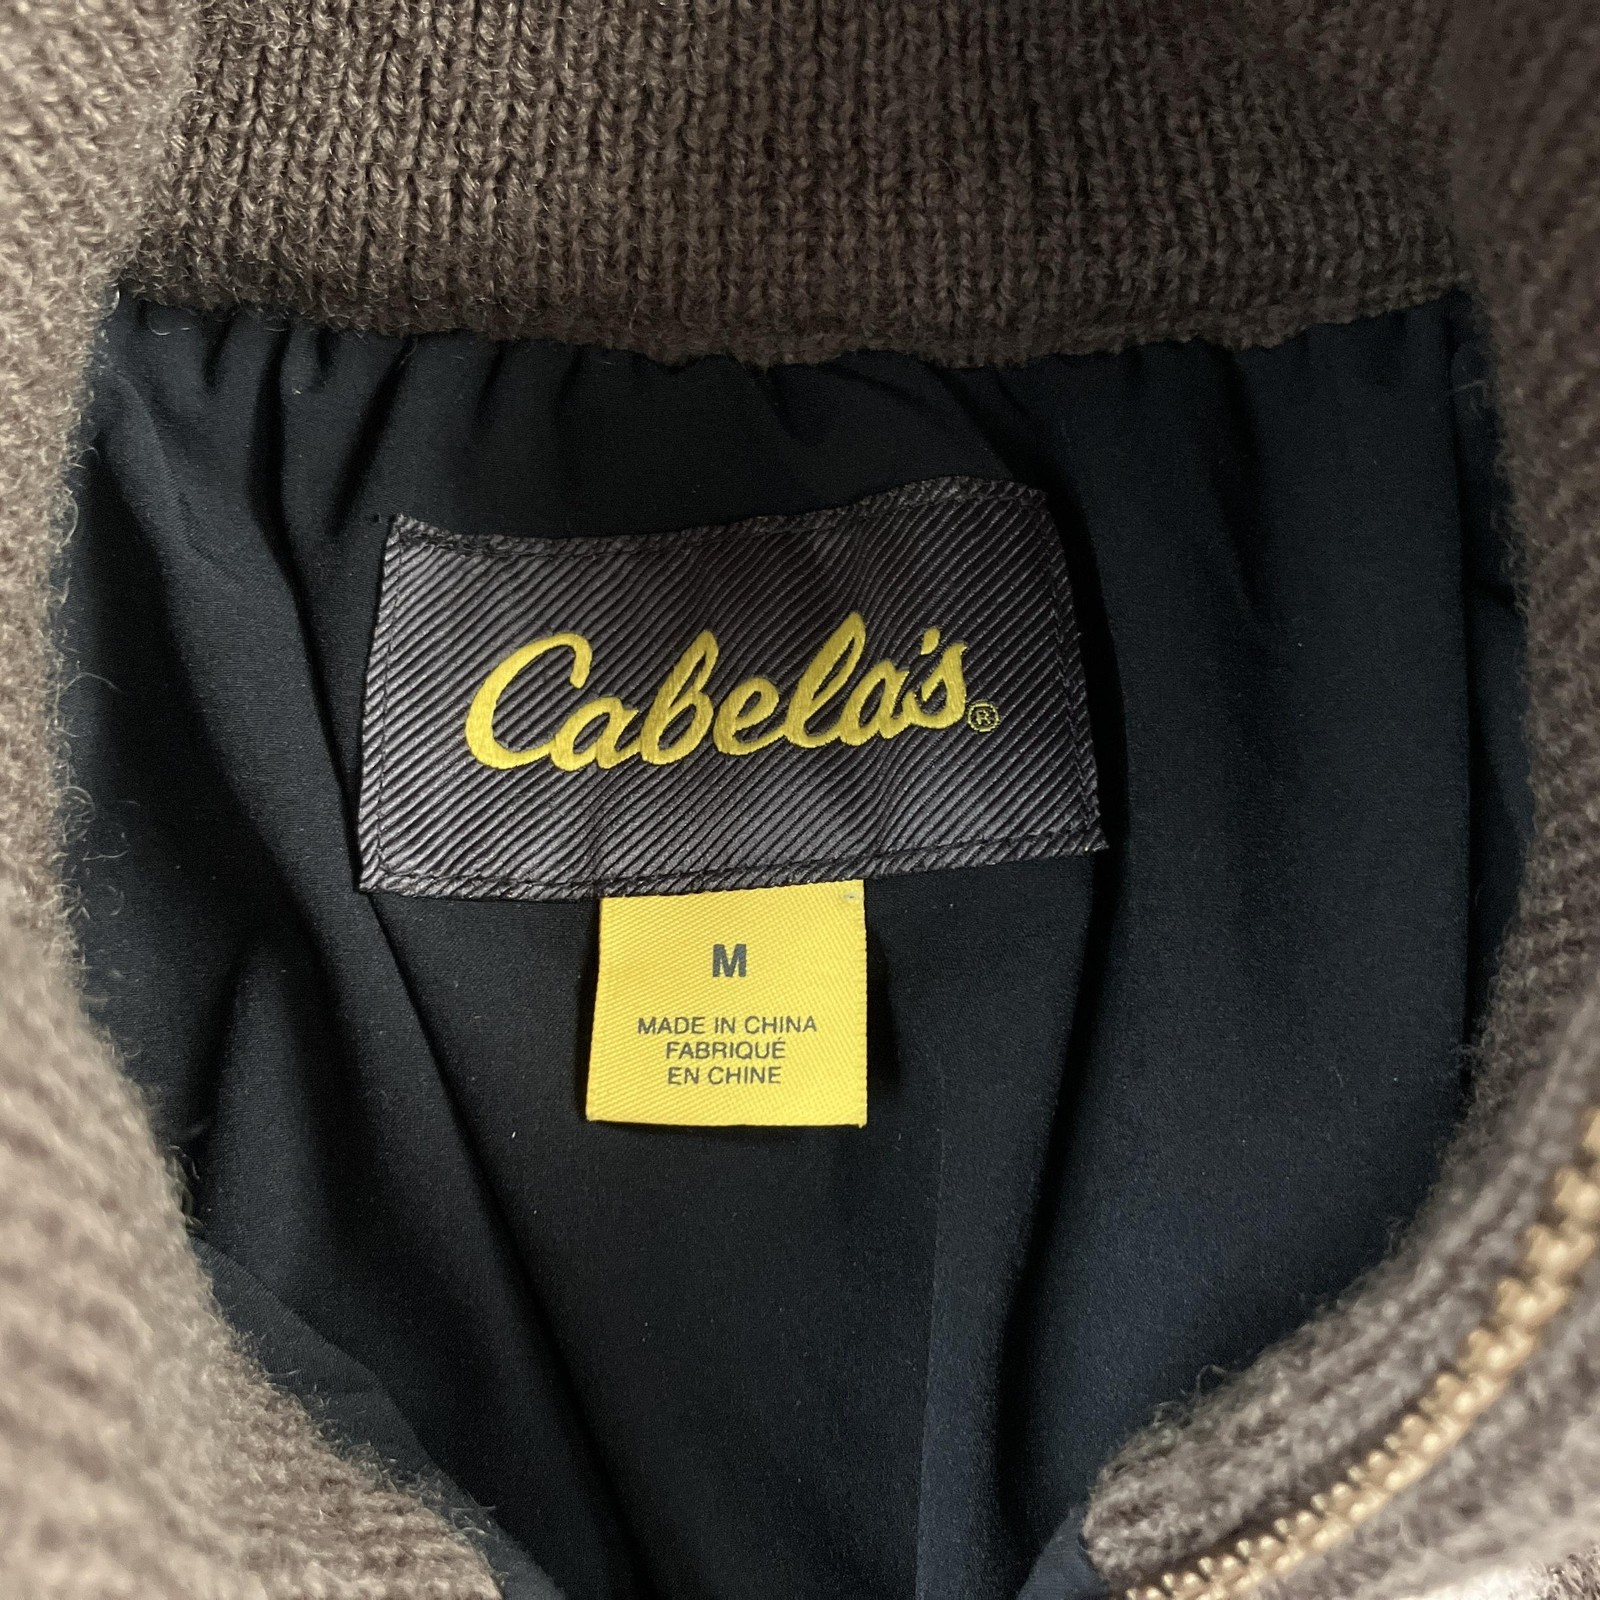 Cabela's®
M
MADE IN CHINA
FABRIQUÉ
EN CHINE